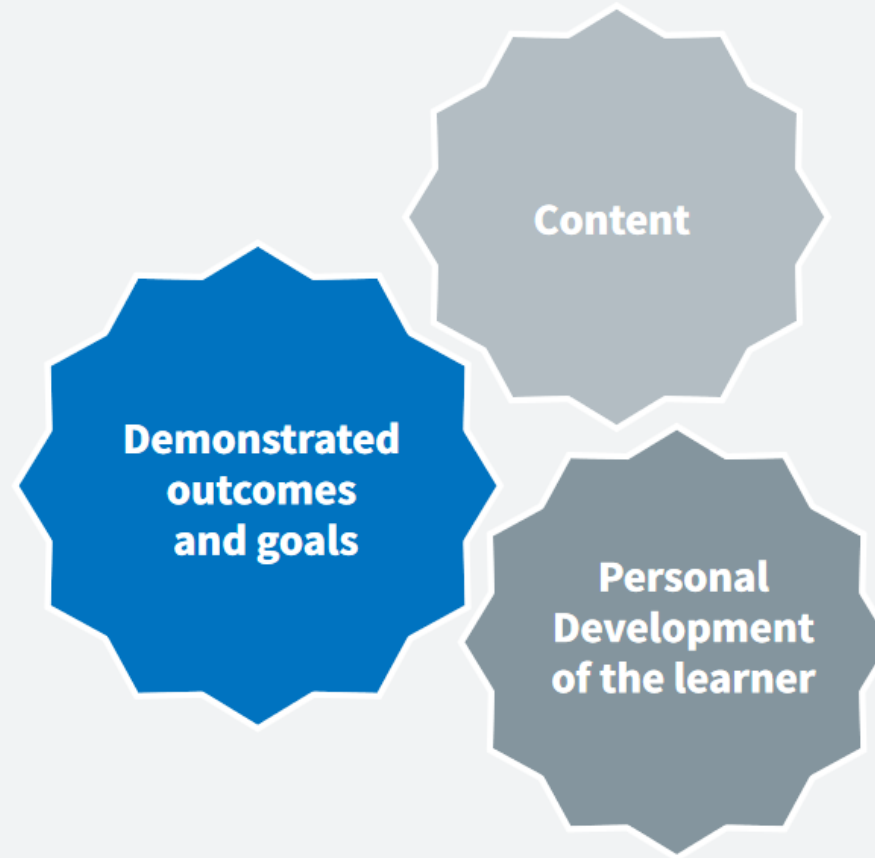 Content
Demonstrated
outcomes
and goals
Personal
Development
of the learner